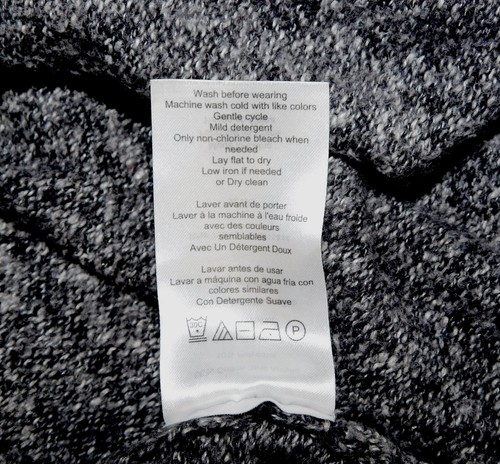 Wash before wearing
Machine wash cold with like colors
Gentle cycle
Mild detergent
Only non-chlorine bleach when
needed
Lay flat to dry
Low iron if needed
or Dry clean
Laver avant de porter
Laver à la machine à l'eau froide
avec des couleurs
semblables
Avec Un Détergent Doux
Lavar antes de usar
Lavar a máquina con agua fria con
colores similares
Con Detergente Suave
30C P